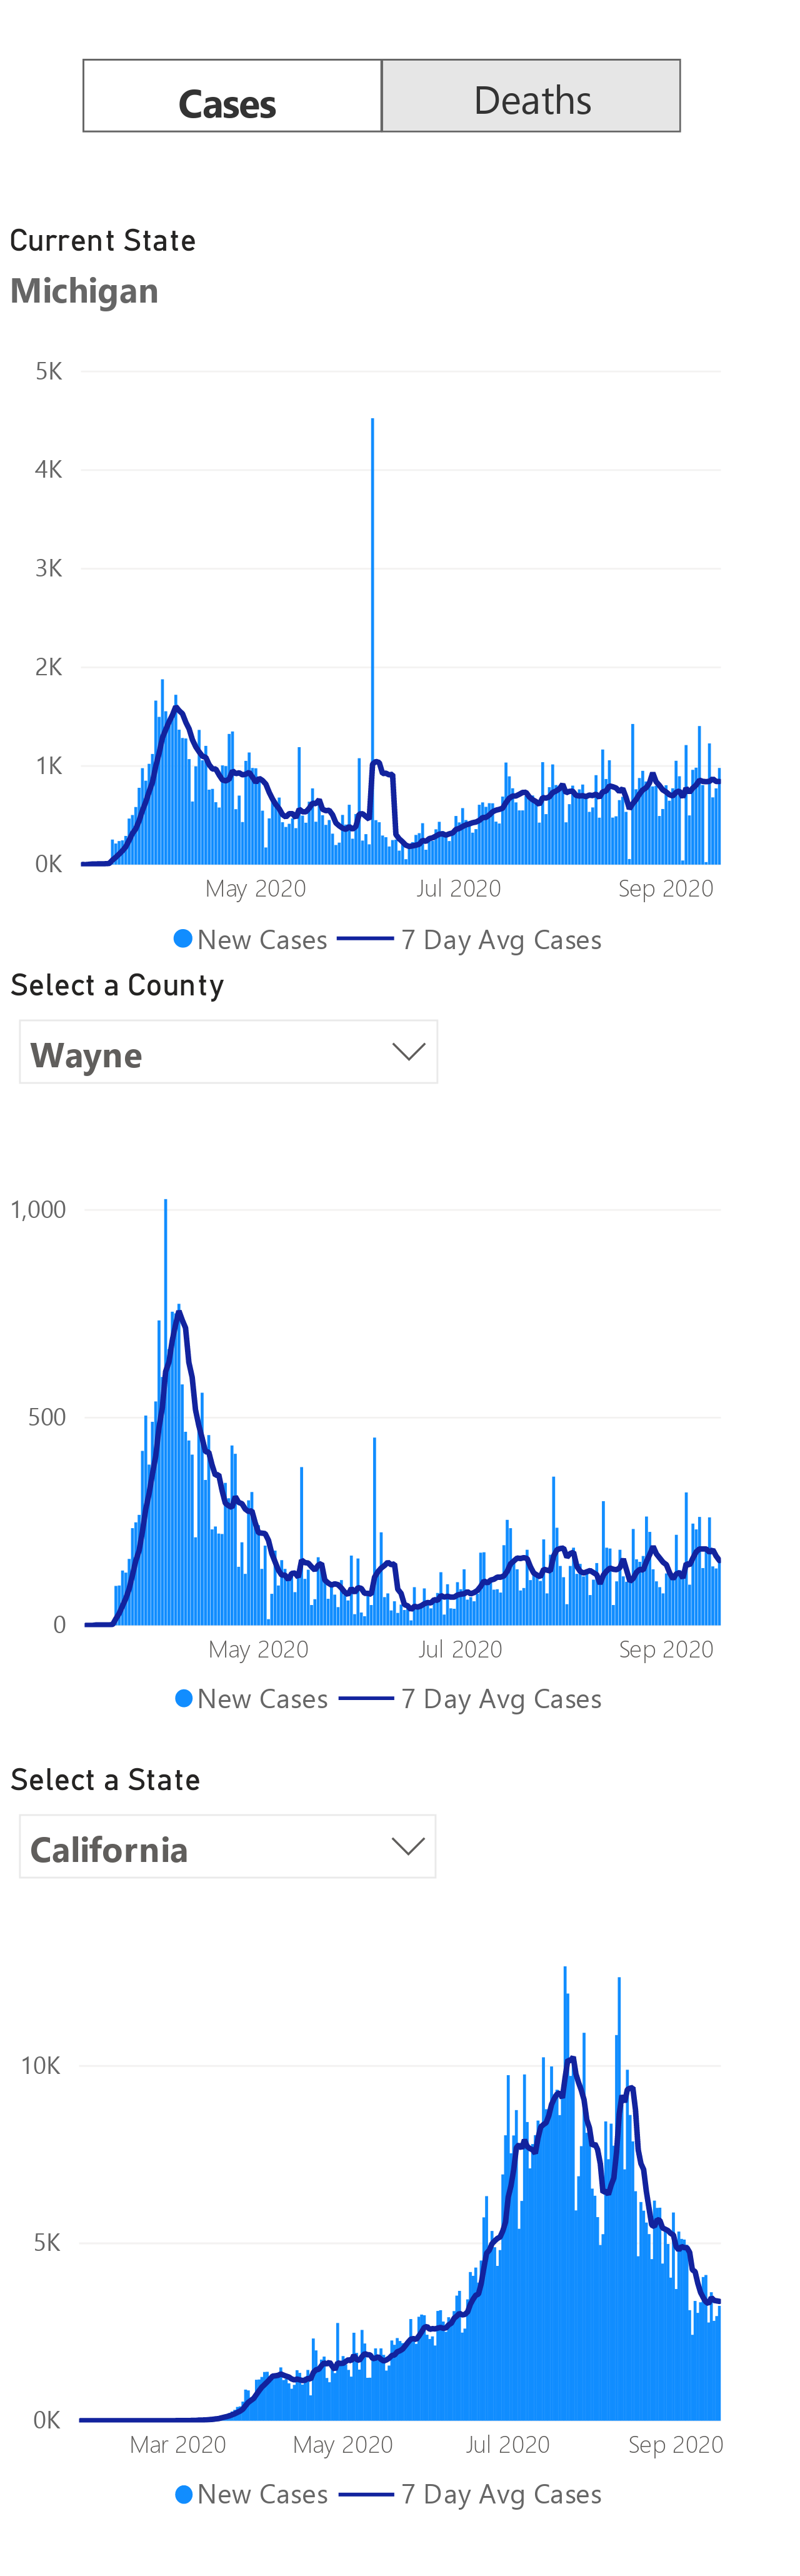 Cases Deaths
Current State
Michigan
5K
4K
3K
2K
1K
0K
May 2020 Jul 2020 Sep 2020
New Cases 7 Day Avg Cases
Select a County
Wayne
1,000
500
0
May 2020 Jul 2020 Sep 2020
New Cases 7 Day Avg Cases
Select a State
California
10K
5K
0K
Mar 2020 May 2020 Jul 2020 Sep 2020
New Cases 7 Day Avg Cases